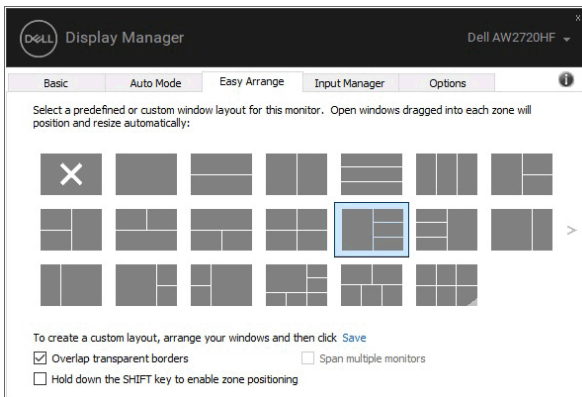 x
DELL Display Manager Dell AW2720HF
Basic Auto Mode Easy Arrange Input Manager Options
Select a predefined or custom window layout for this monitor. Open windows dragged into each zone will
position and resize automatically:
To create a custom layout, arrange your windows and then click Save
Overlap transparent borders Span multiple monitors
Hold down the SHIFT key to enable zone positioning